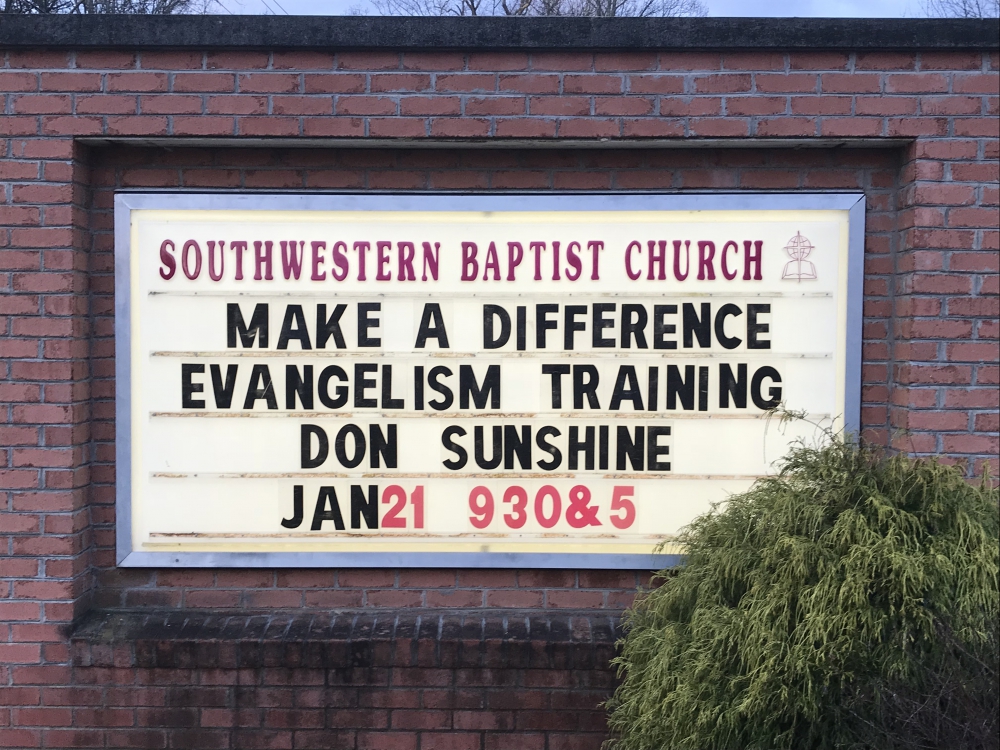 SOUTHWESTERN BAPTIST CHURCH
MAKE A DIFFERENCE
EVANGELISM TRAINING
DON SUNSHINE
JAN21 930&5